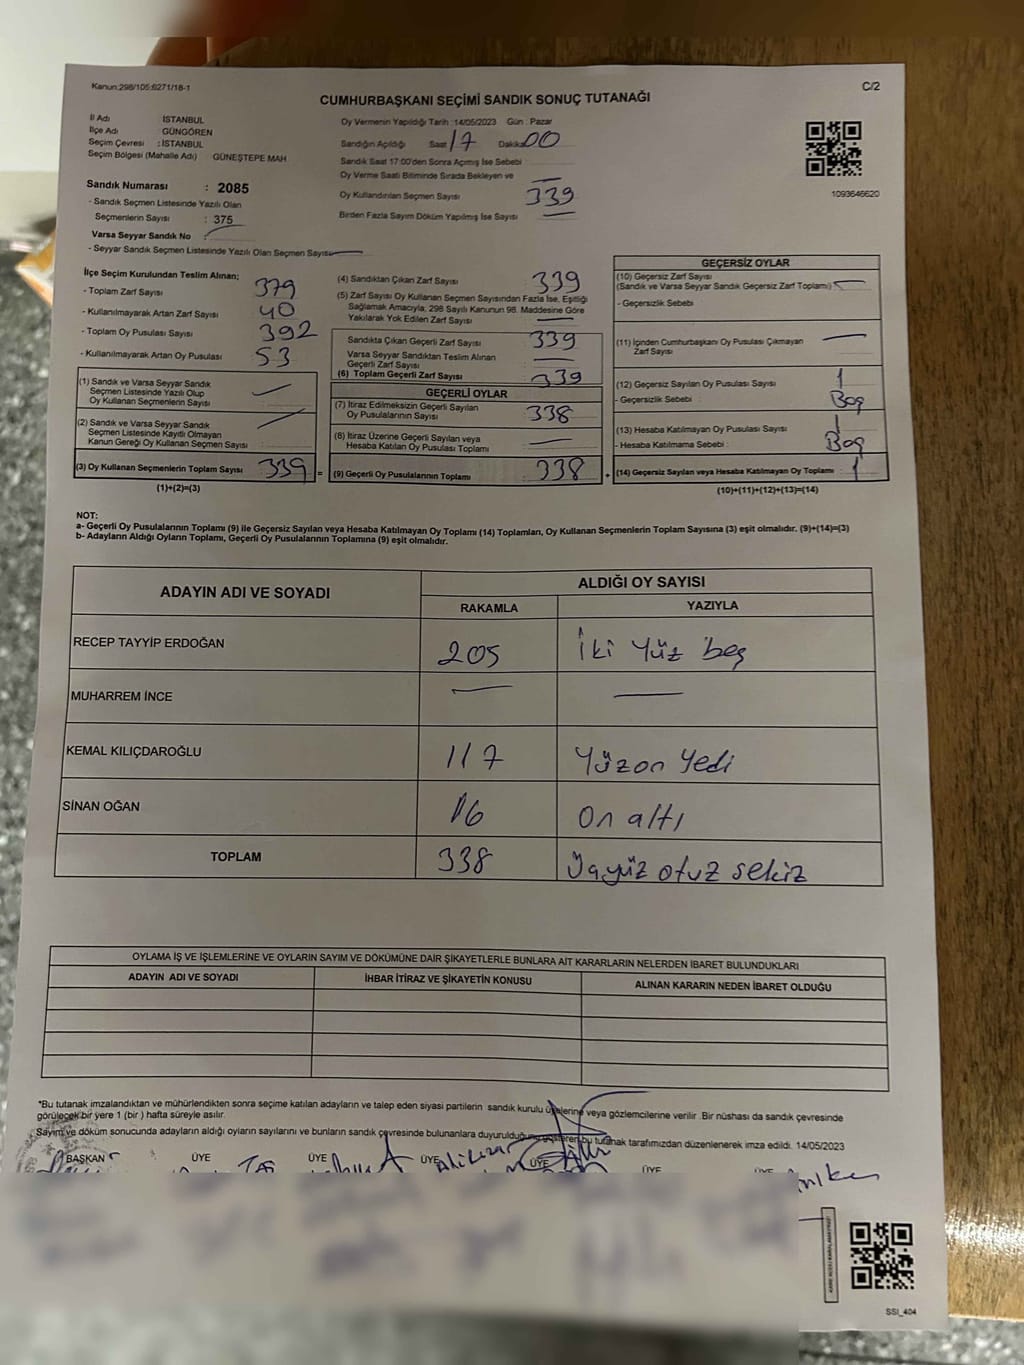 Kanun:298/105:6271/18-1
C/2
CUMHURBAŞKANI SEÇİMİ SANDIK SONUÇ TUTANAĞI
İl Adı İSTANBUL
İlçe Adı GÜNGÖREN
Seçim Çevresi : İSTANBUL
Seçim Bölgesi (Mahalle Adı) GÜNEŞTEPE MAH
Sandık Numarası : 2085
- Sandık Seçmen Listesinde Yazılı Olan
Seçmenlerin Sayısı : 375
Varsa Seyyar Sandık No :
- Seyyar Sandık Seçmen Listesinde Yazılı Olan Seçmen Sayısı
Oy Vermenin Yapıldığı Tarih :14/05/2023 Gün : Pazar
Sandığın Açıldığı Saat 17 Dakika 00
Sandık Saat 17:00'den Sonra Açımış İse Sebebi
Oy Verme Saati Bitiminde Sırada Bekleyen ve
Oy Kullandırılan Seçmen Sayısı 339
Birden Fazla Sayım Döküm Yapılmış İse Sayısı
1093646620
İlçe Seçim Kurulundan Teslim Alınan;
- Toplam Zarf Sayısı 379
- Kullanılmayarak Artan Zarf Sayısı 40
- Toplam Oy Pusulası Sayısı 392
- Kullanılmayarak Artan Oy Pusulası 53
(1) Sandık ve Varsa Seyyar Sandık
Seçmen Listesinde Yazılı Olup
Oy Kullanan Seçmenlerin Sayısı
(2) Sandık ve Varsa Seyyar Sandık
Seçmen Listesinde Kayıtlı Olmayan
Kanun Gereği Oy Kullanan Seçmen Sayısı
(3) Oy Kullanan Seçmenlerin Toplam Sayısı 339 =
(1)+(2)=(3)
(4) Sandıktan Çıkan Zarf Sayısı 339
(5) Zarf Sayısı Oy Kullanan Seçmen Sayısından Fazla İse, Eşitliği
Sağlamak Amacıyla, 298 Sayılı Kanunun 98. Maddesine Göre
Yakılarak Yok Edilen Zarf Sayısı
Sandıkta Çıkan Geçerli Zarf Sayısı 339
Varsa Seyyar Sandıktan Teslim Alınan
Geçerli Zarf Sayısı
(6) Toplam Geçerli Zarf Sayısı 339
GEÇERLİ OYLAR
(7) İtiraz Edilmeksizin Geçerli Sayılan
Oy Pusulalarının Sayısı 338
(8) İtiraz Üzerine Geçerli Sayılan veya
Hesaba Katılan Oy Pusulası Toplamı
(9) Geçerli Oy Pusulalarının Toplamı 338 +
GEÇERSİZ OYLAR
(10) Geçersiz Zarf Sayısı
(Sandık ve Varsa Seyyar Sandık Geçersiz Zarf Toplamı)
- Geçersizlik Sebebi
(11) İçinden Cumhurbaşkanı Oy Pusulası Çıkmayan
Zarf Sayısı
(12) Geçersiz Sayılan Oy Pusulası Sayısı 1
- Geçersizlik Sebebi : Boş
(13) Hesaba Katılmayan Oy Pusulası Sayısı
- Hesaba Katılmama Sebebi : Boş
(14) Geçersiz Sayılan veya Hesaba Katılmayan Oy Toplamı 1
(10)+(11)+(12)+(13)=(14)
NOT:
a- Geçerli Oy Pusulalarının Toplamı (9) ile Geçersiz Sayılan veya Hesaba Katılmayan Oy Toplamı (14) Toplamları, Oy Kullanan Seçmenlerin Toplam Sayısına (3) eşit olmalıdır. (9)+(14)=(3)
b- Adayların Aldığı Oyların Toplamı, Geçerli Oy Pusulalarının Toplamına (9) eşit olmalıdır.
ADAYIN ADI VE SOYADI
ALDIĞI OY SAYISI
RAKAMLA YAZIYLA
RECEP TAYYİP ERDOĞAN 205 İki Yüz beş
MUHARREM İNCE
KEMAL KILIÇDAROĞLU 117 Yüzon Yedi
SİNAN OĞAN 16 On altı
TOPLAM 338 Üçyüz otuz sekiz
OYLAMA İŞ VE İŞLEMLERİNE VE OYLARIN SAYIM VE DÖKÜMÜNE DAİR ŞİKAYETLERLE BUNLARA AİT KARARLARIN NELERDEN İBARET BULUNDUKLARI
ADAYIN ADI VE SOYADI İHBAR İTİRAZ VE ŞİKAYETİN KONUSU ALINAN KARARIN NEDEN İBARET OLDUĞU
*Bu tutanak imzalandıktan ve mühürlendikten sonra seçime katılan adayların ve talep eden siyasi partilerin sandık kurulu üyelerine veya gözlemcilerine verilir .Bir nüshası da sandık çevresinde
görülecek bir yere 1 (bir) hafta süreyle asılır.
Sayım ve döküm sonucunda adayların aldığı oyların sayılarını ve bunların sandık çevresinde bulunanlara duyurulduğunu gösteren bu tutanak tarafımızdan düzenlenerek imza edildi. 14/05/2023
BAŞKAN ÜYE ÜYE ÜYE ÜYE ÜYE ÜYE
SSI_404